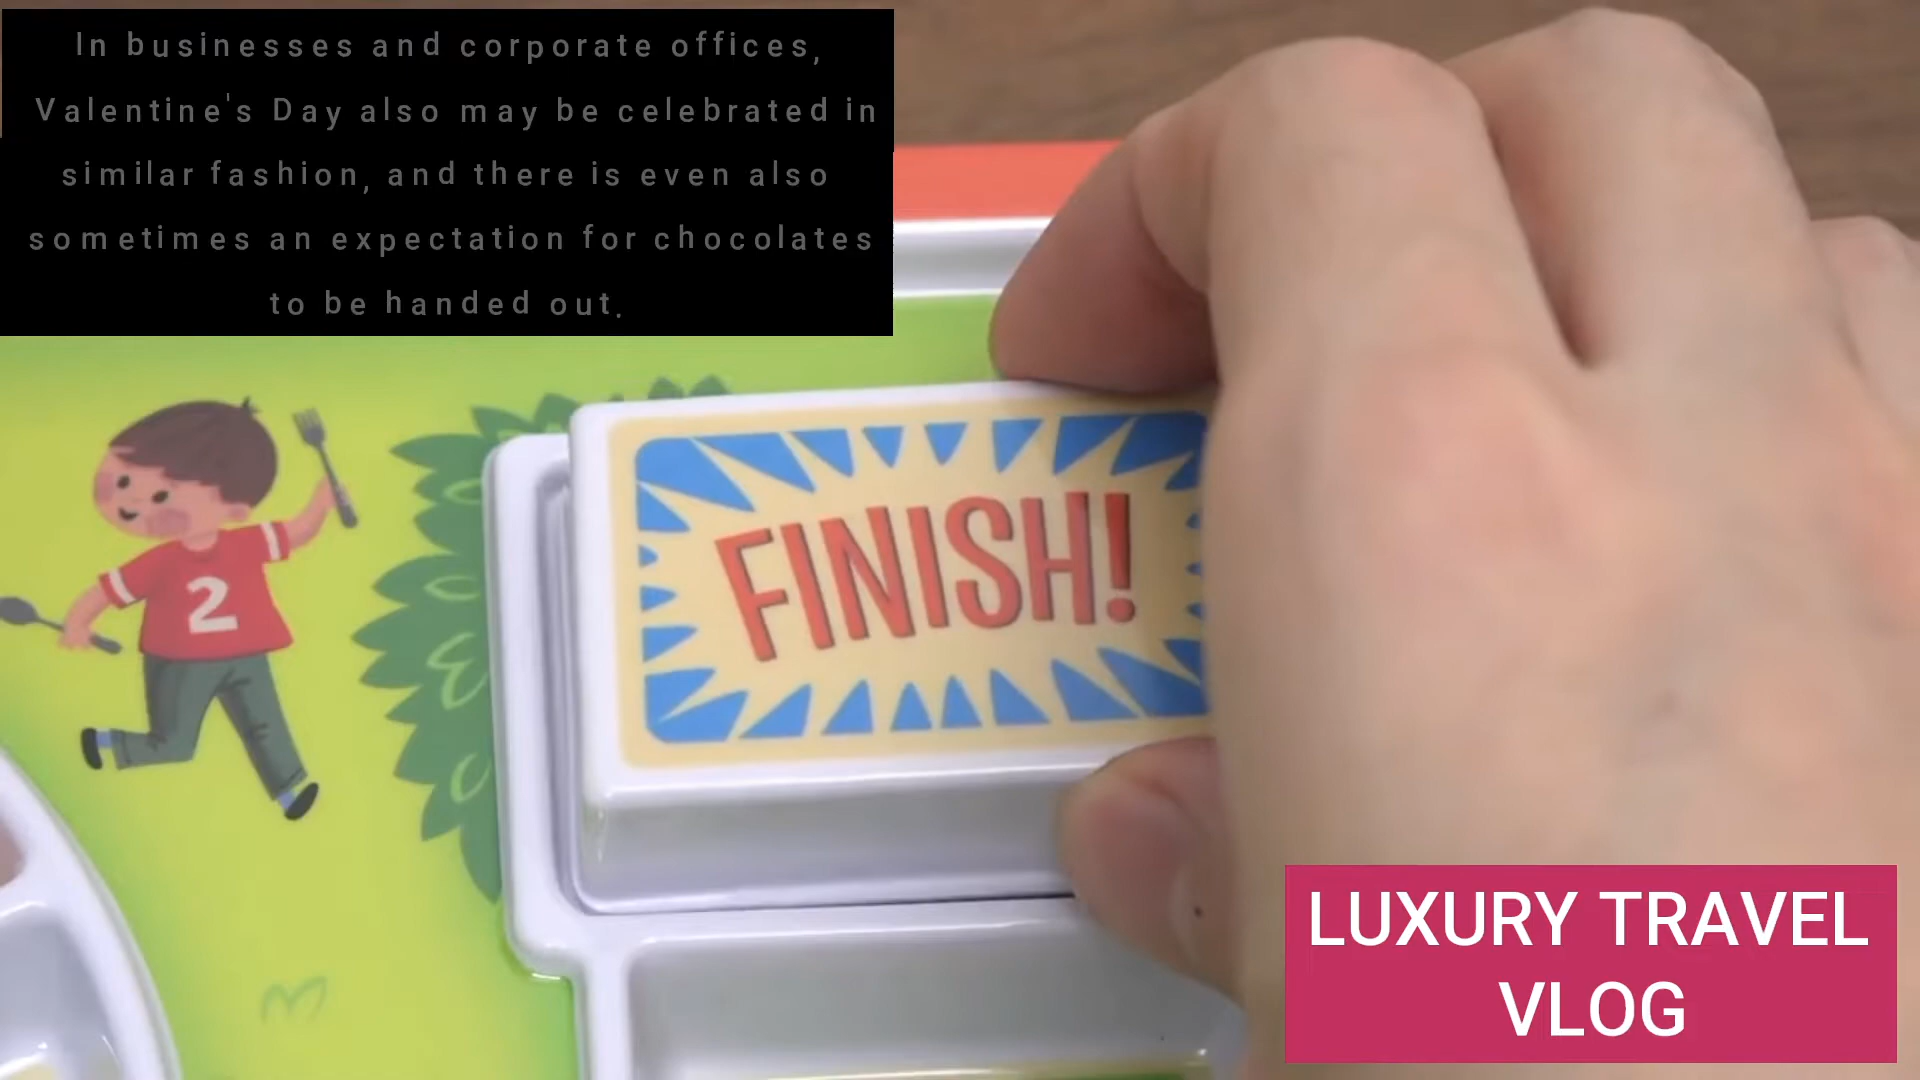 In businesses and corporate offices,
Valentine's Day also may be celebrated in
similar fashion, and there is even also
sometimes an expectation for chocolates
to be handed out.
FINISH!
2
LUXURY TRAVEL
VLOG